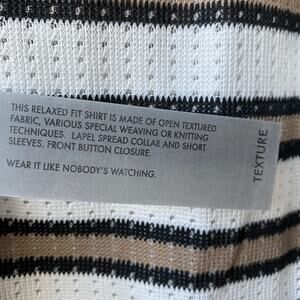 THIS RELAXED FIT SHIRT IS MADE OF OPEN TEXTURED
FABRIC, VARIOUS SPECIAL WEAVING OR KNITTING
TECHNIQUES. LAPEL SPREAD COLLAR AND SHORT
SLEEVES. FRONT BUTTON CLOSURE.
WEAR IT LIKE NOBODY'S WATCHING.
TEXTURE